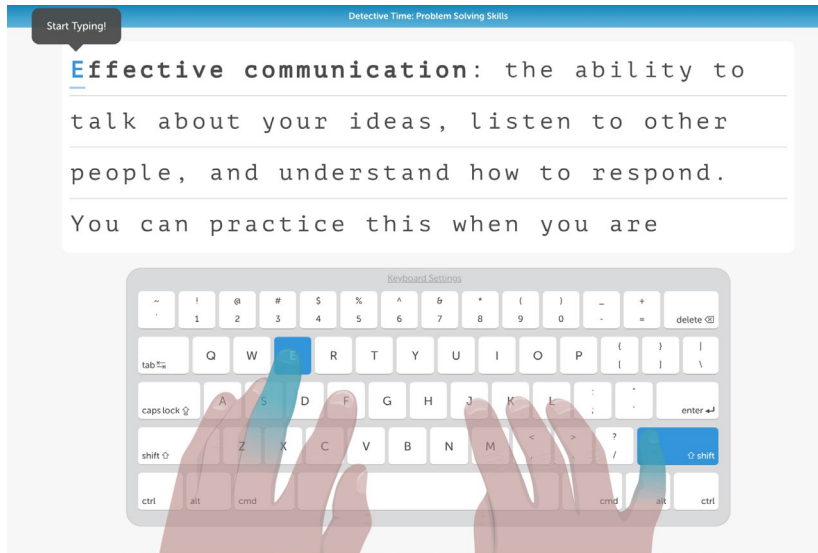 Detective Time: Problem Solving Skills
Start Typing!
Effective communication: the ability to
talk about your ideas, listen to other
people, and understand how to respond.
You can practice this when you are
Keyboard Settings
~ ! @ # $ % ^ & * ( ) _ +
` 1 2 3 4 5 6 7 8 9 0 - = delete
tab Q W E R T Y U I O P { [ } ] | \
caps lock A S D F G H J K L : ; " ' enter
shift Z X C V B N M < , > . ? / shift
ctrl alt cmd cmd alt ctrl